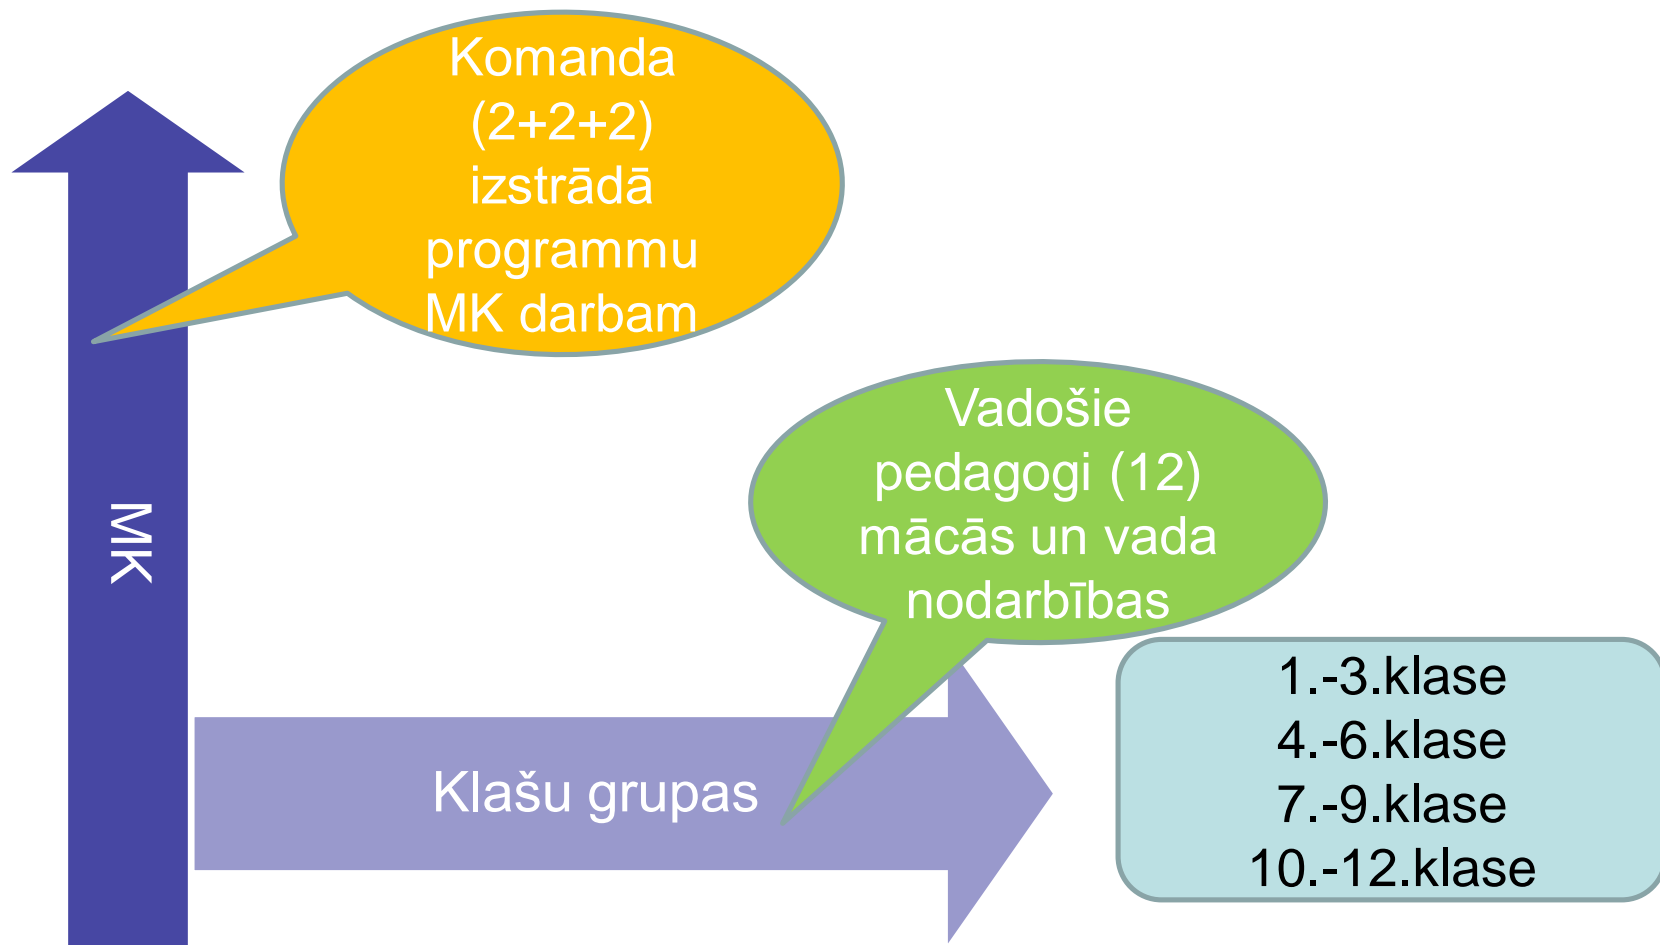 Komanda
(2+2+2)
izstrādā
programmu
MK darbam
MK
Vadošie
pedagogi (12)
mācās un vada
nodarbības
Klašu grupas
1.-3.klase
4.-6.klase
7.-9.klase
10.-12.klase